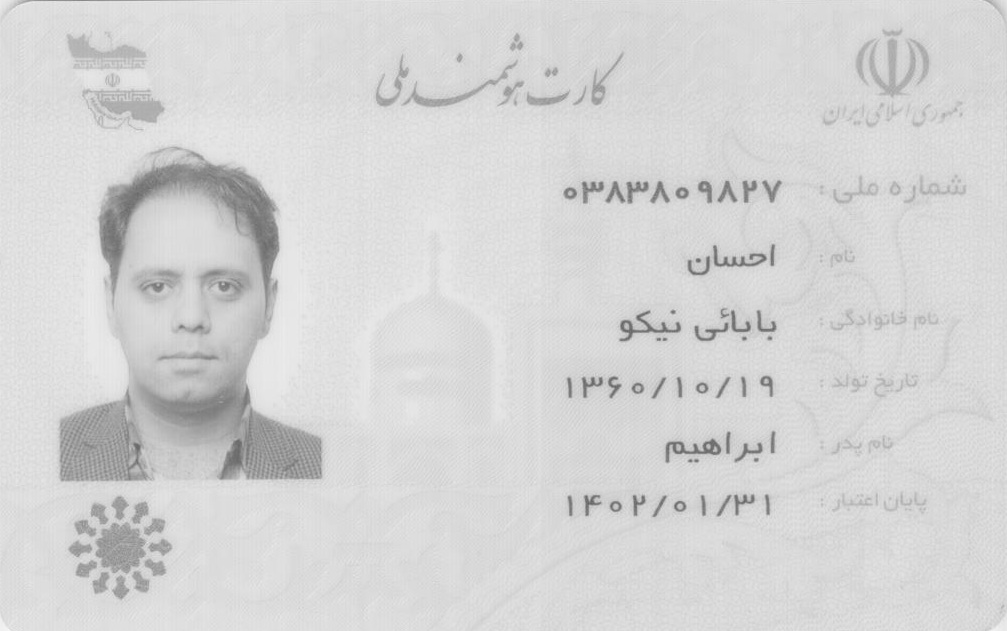 جمهوری اسلامی ایران
کارت هوشمند ملی
شماره ملی : ۰۳۸۳۸۰۹۸۲۷
نام : احسان
نام خانوادگی : بابائی نیکو
تاریخ تولد : ۱۳۶۰/۱۰/۱۹
نام پدر : ابراهیم
پایان اعتبار : ۱۴۰۲/۰۱/۳۱